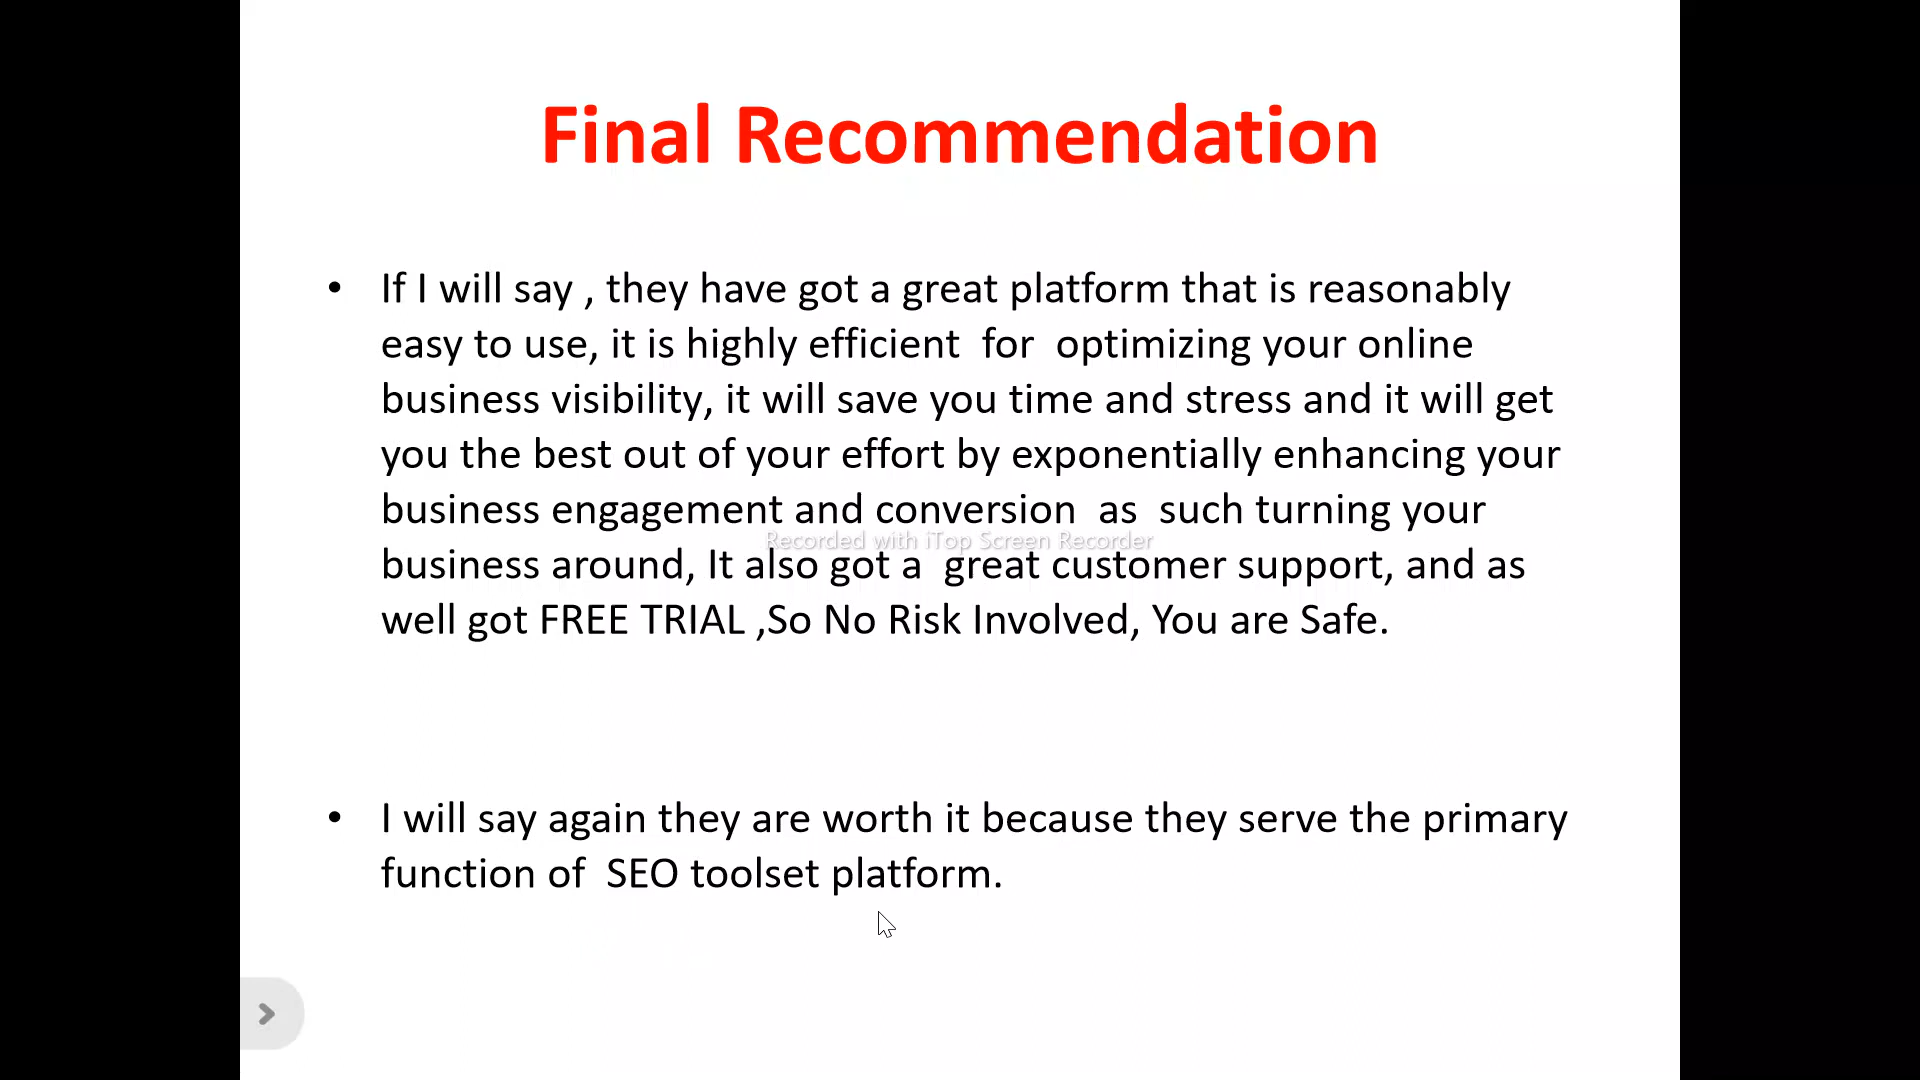 Final Recommendation
• If I will say , they have got a great platform that is reasonably
easy to use, it is highly efficient  for  optimizing your online
business visibility, it will save you time and stress and it will get
you the best out of your effort by exponentially enhancing your
business engagement and conversion  as  such turning your
Recorded with iTop Screen Recorder
business around, It also got a  great customer support, and as
well got FREE TRIAL ,So No Risk Involved, You are Safe.
• I will say again they are worth it because they serve the primary
function of  SEO toolset platform.